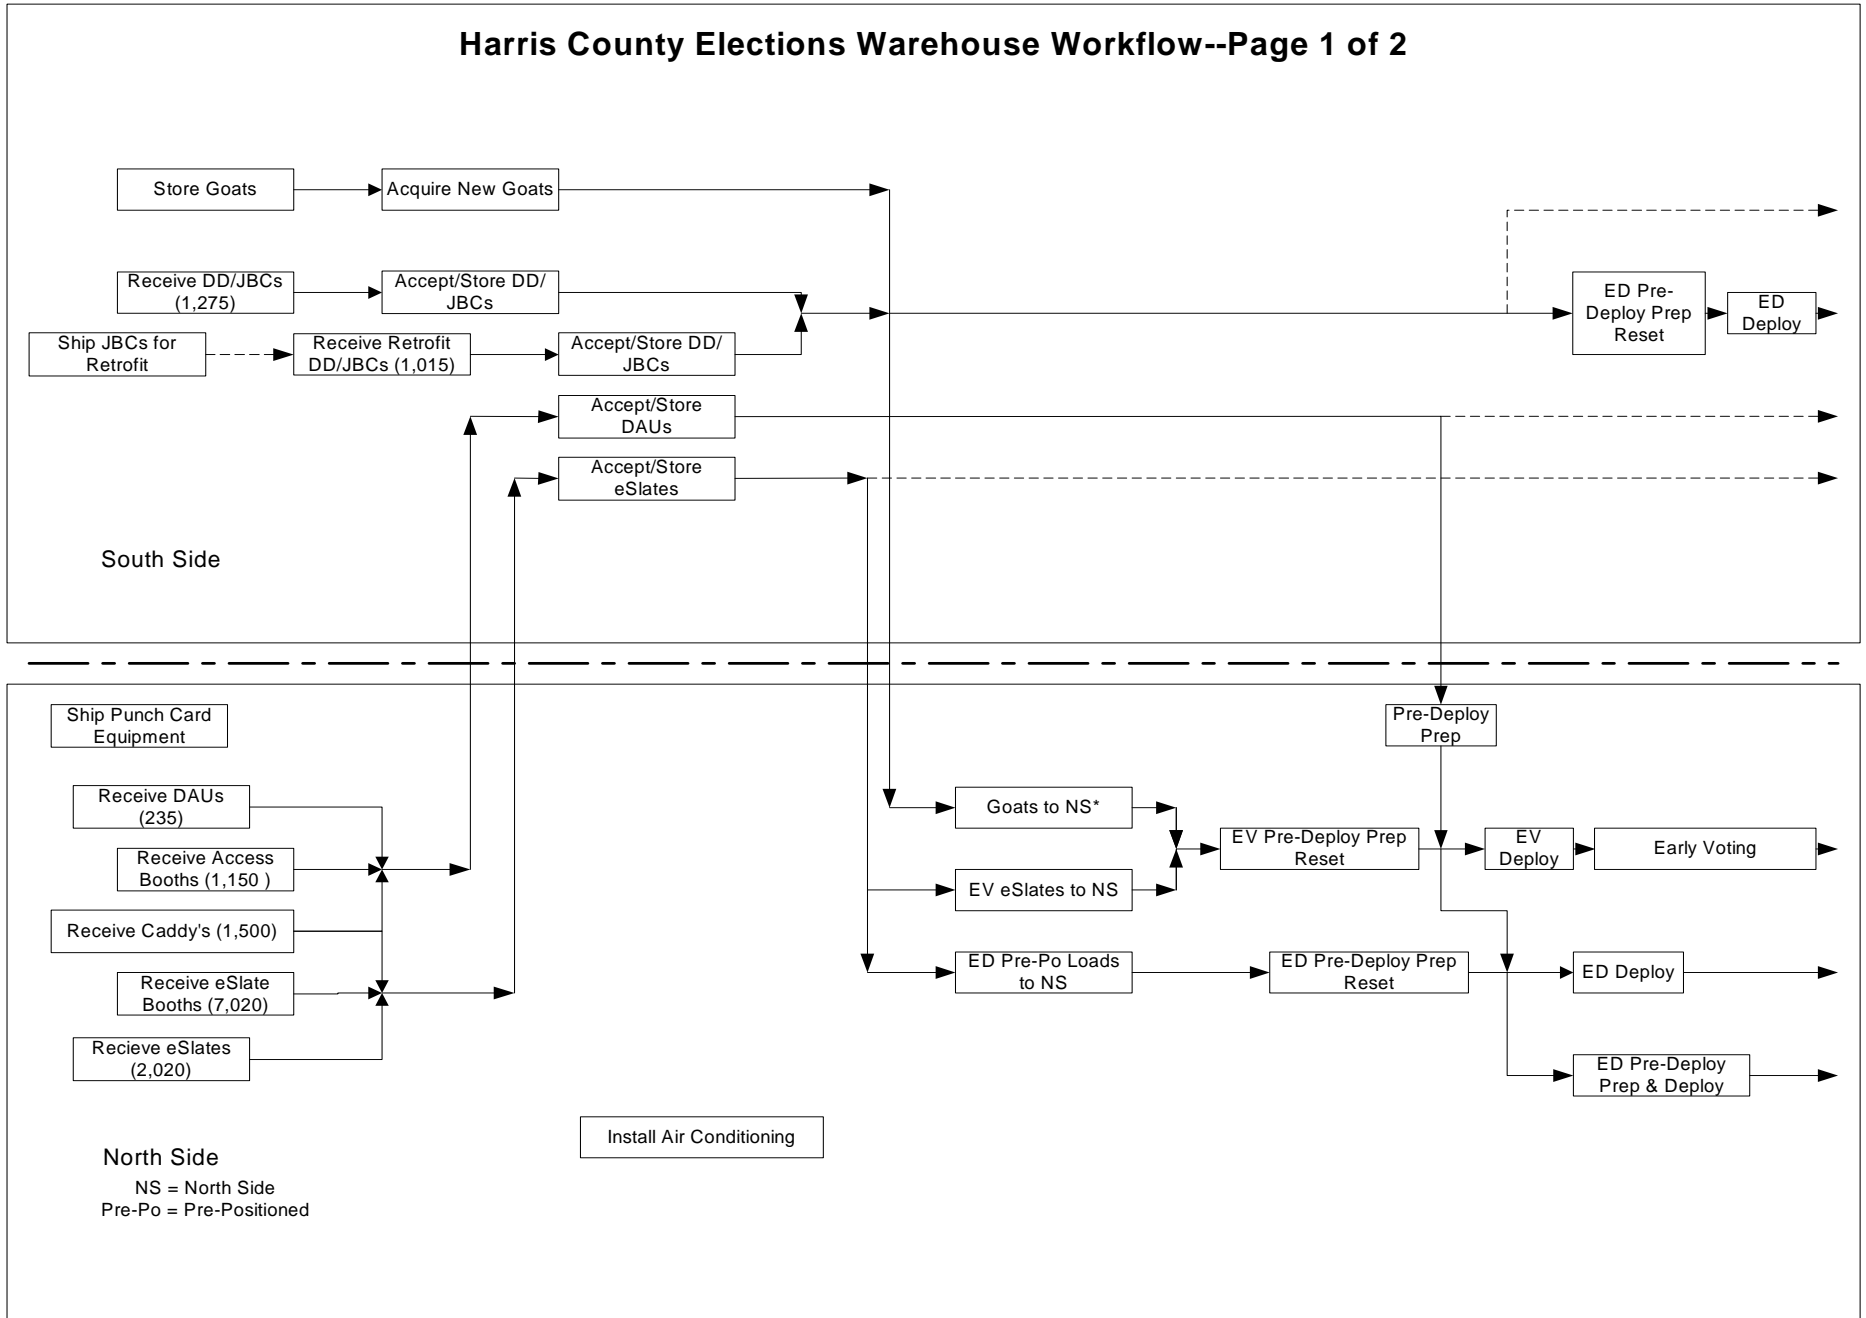 Harris County Elections Warehouse Workflow--Page 1 of 2
Store Goats
Acquire New Goats
Receive DD/JBCs
(1,275)
Accept/Store DD/
JBCs
ED Pre-
Deploy Prep
Reset
ED
Deploy
Ship JBCs for
Retrofit
Receive Retrofit
DD/JBCs (1,015)
Accept/Store DD/
JBCs
Accept/Store
DAUs
Accept/Store
eSlates
South Side
Ship Punch Card
Equipment
Pre-Deploy
Prep
Receive DAUs
(235)
Goats to NS*
Receive Access
Booths (1,150 )
EV Pre-Deploy Prep
Reset
EV
Deploy
Early Voting
EV eSlates to NS
Receive Caddy's (1,500)
Receive eSlate
Booths (7,020)
ED Pre-Po Loads
to NS
ED Pre-Deploy Prep
Reset
ED Deploy
Recieve eSlates
(2,020)
ED Pre-Deploy
Prep & Deploy
Install Air Conditioning
North Side
NS = North Side
Pre-Po = Pre-Positioned